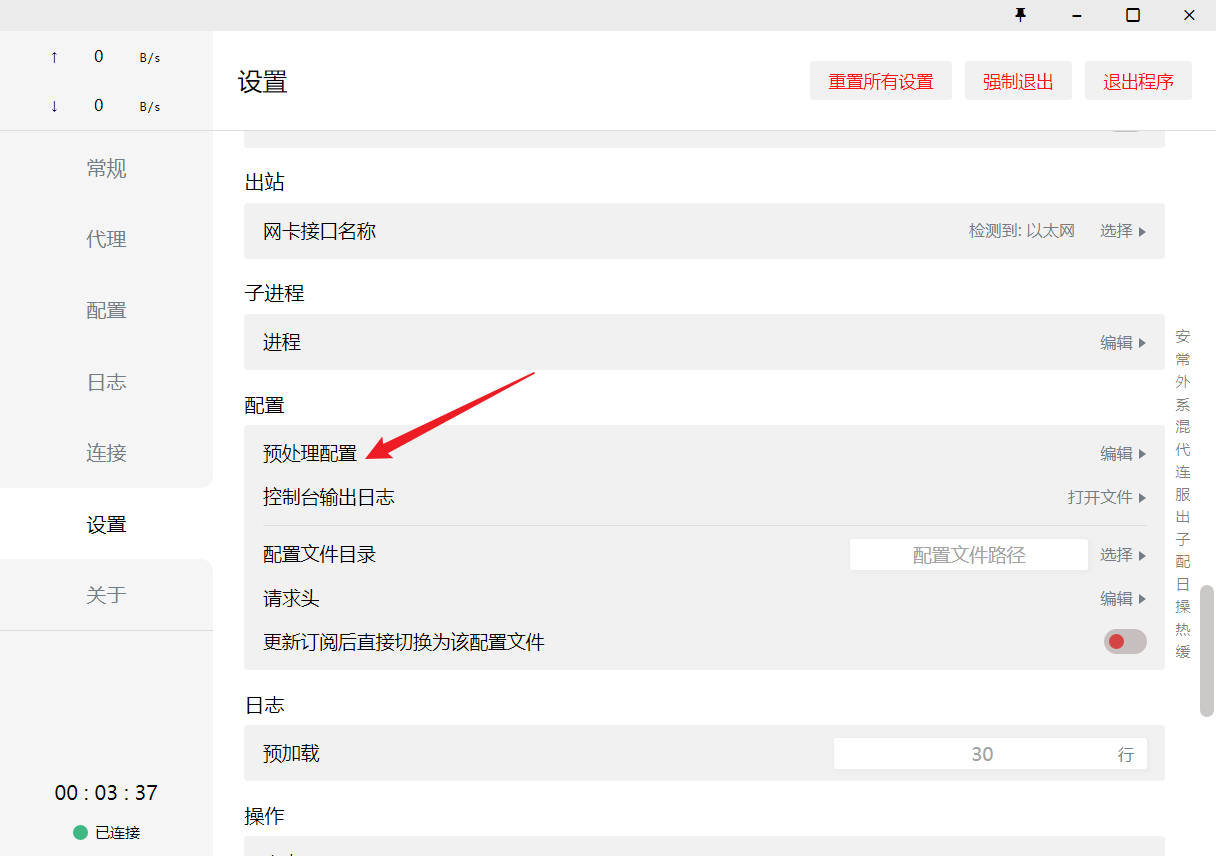 ↑ 0 B/s
↓ 0 B/s
设置
重置所有设置 强制退出 退出程序
常规
代理
配置
日志
连接
设置
关于
00 : 03 : 37
已连接
出站
网卡接口名称 检测到: 以太网 选择
子进程
进程 编辑
配置
预处理配置 编辑
控制台输出日志 打开文件
配置文件目录 配置文件路径 选择
请求头 编辑
更新订阅后直接切换为该配置文件
日志
预加载 30 行
操作
安
常
外
系
混
代
连
服
出
子
配
日
操
热
缓